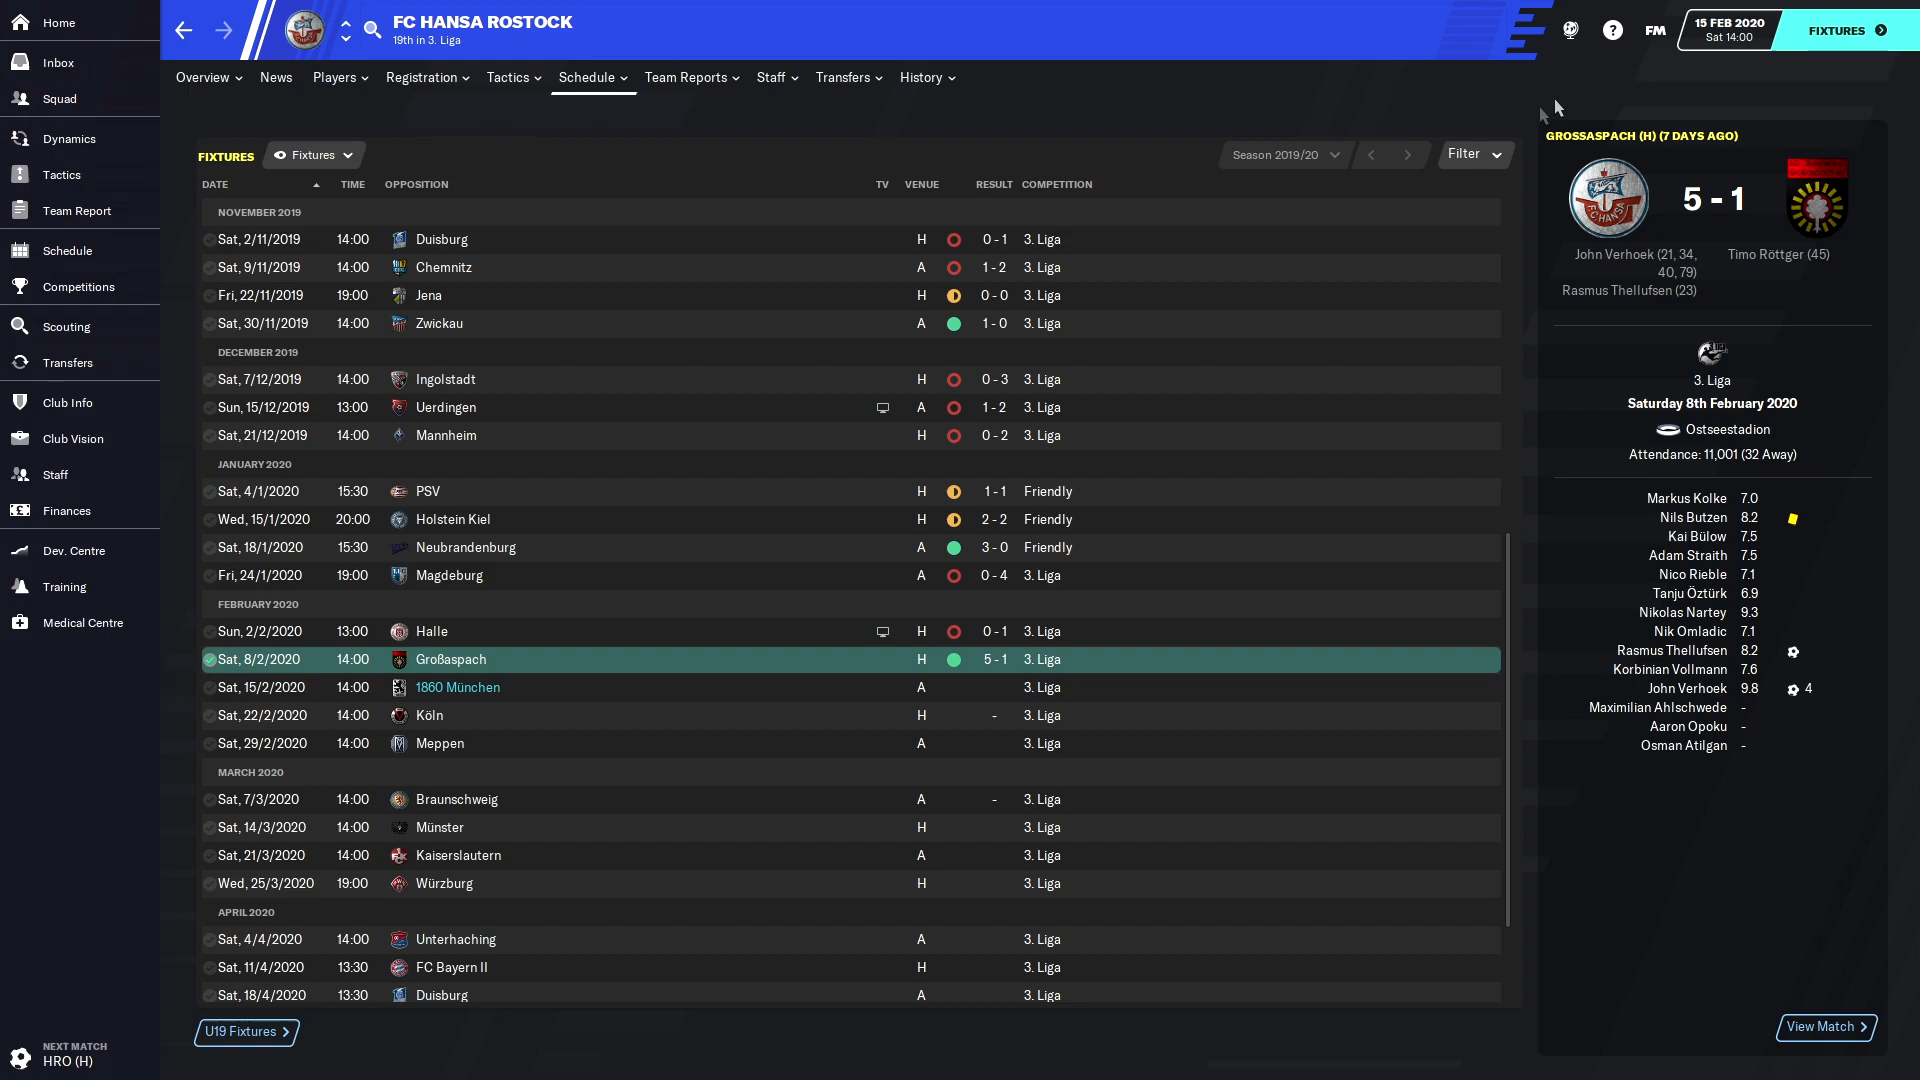 Home
Inbox
Squad
Dynamics
Tactics
Team Report
Schedule
Competitions
Scouting
Transfers
Club Info
Club Vision
Staff
Finances
Dev. Centre
Training
Medical Centre
NEXT MATCH
HRO (H)
FC HANSA ROSTOCK
19th in 3. Liga
FM
15 FEB 2020
Sat 14:00
FIXTURES
Overview News Players Registration Tactics Schedule Team Reports Staff Transfers History
FIXTURES Fixtures Season 2019/20 Filter
DATE TIME OPPOSITION TV VENUE RESULT COMPETITION
NOVEMBER 2019
Sat, 2/11/2019 14:00 Duisburg H 0 - 1 3. Liga
Sat, 9/11/2019 14:00 Chemnitz A 1 - 2 3. Liga
Fri, 22/11/2019 19:00 Jena H 0 - 0 3. Liga
Sat, 30/11/2019 14:00 Zwickau A 1 - 0 3. Liga
DECEMBER 2019
Sat, 7/12/2019 14:00 Ingolstadt H 0 - 3 3. Liga
Sun, 15/12/2019 13:00 Uerdingen A 1 - 2 3. Liga
Sat, 21/12/2019 14:00 Mannheim H 0 - 2 3. Liga
JANUARY 2020
Sat, 4/1/2020 15:30 PSV H 1 - 1 Friendly
Wed, 15/1/2020 20:00 Holstein Kiel H 2 - 2 Friendly
Sat, 18/1/2020 15:30 Neubrandenburg A 3 - 0 Friendly
Fri, 24/1/2020 19:00 Magdeburg A 0 - 4 3. Liga
FEBRUARY 2020
Sun, 2/2/2020 13:00 Halle H 0 - 1 3. Liga
Sat, 8/2/2020 14:00 Großaspach H 5 - 1 3. Liga
Sat, 15/2/2020 14:00 1860 München A 3. Liga
Sat, 22/2/2020 14:00 Köln H - 3. Liga
Sat, 29/2/2020 14:00 Meppen A 3. Liga
MARCH 2020
Sat, 7/3/2020 14:00 Braunschweig A - 3. Liga
Sat, 14/3/2020 14:00 Münster H 3. Liga
Sat, 21/3/2020 14:00 Kaiserslautern A 3. Liga
Wed, 25/3/2020 19:00 Würzburg H 3. Liga
APRIL 2020
Sat, 4/4/2020 14:00 Unterhaching A 3. Liga
Sat, 11/4/2020 13:30 FC Bayern II H 3. Liga
Sat, 18/4/2020 13:30 Duisburg A 3. Liga
U19 Fixtures
GROSSASPACH (H) (7 DAYS AGO)
FC HANSA
5 - 1
John Verhoek (21, 34,
40, 79)
Rasmus Thellufsen (23)
Timo Röttger (45)
3. Liga
Saturday 8th February 2020
Ostseestadion
Attendance: 11,001 (32 Away)
Markus Kolke 7.0
Nils Butzen 8.2
Kai Bülow 7.5
Adam Straith 7.5
Nico Rieble 7.1
Tanju Öztürk 6.9
Nikolas Nartey 9.3
Nik Omladic 7.1
Rasmus Thellufsen 8.2
Korbinian Vollmann 7.6
John Verhoek 9.8 4
Maximilian Ahlschwede -
Aaron Opoku -
Osman Atilgan -
View Match